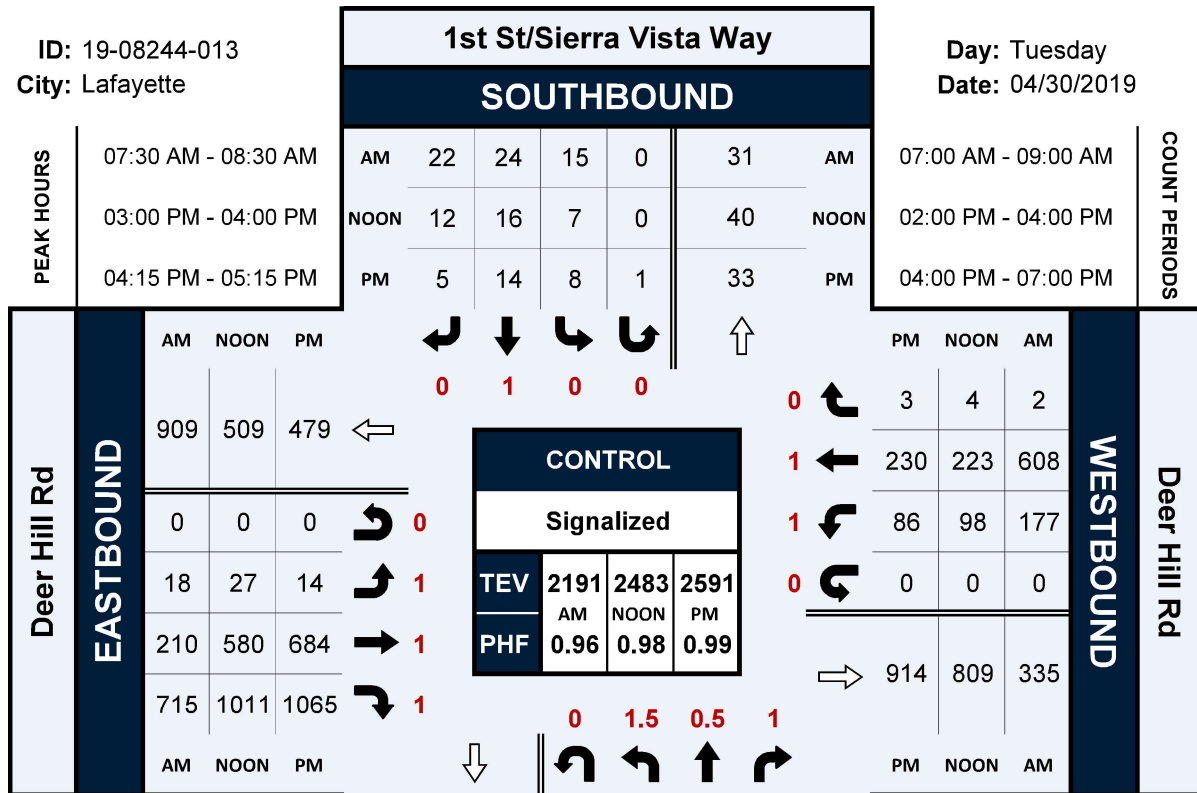 1st St/Sierra Vista Way
ID: 19-08244-013
Day: Tuesday
City: Lafayette
Date: 04/30/2019
SOUTHBOUND
PEAK HOURS
07:30 AM - 08:30 AM
AM 22 24 15 0 31 AM
07:00 AM - 09:00 AM
COUNT PERIODS
03:00 PM - 04:00 PM
NOON 12 16 7 0 40 NOON
02:00 PM - 04:00 PM
04:15 PM - 05:15 PM
PM 5 14 8 1 33 PM
04:00 PM - 07:00 PM
0 1 0 0
Deer Hill Rd
EASTBOUND
AM NOON PM
909 509 479
0 0 0 0
18 27 14 1
210 580 684 1
715 1011 1065 1
AM NOON PM
CONTROL
Signalized
TEV 2191 2483 2591
AM NOON PM
PHF 0.96 0.98 0.99
PM NOON AM
0 3 4 2
1 230 223 608
1 86 98 177
0 0 0 0
914 809 335
PM NOON AM
WESTBOUND
Deer Hill Rd
0 1.5 0.5 1